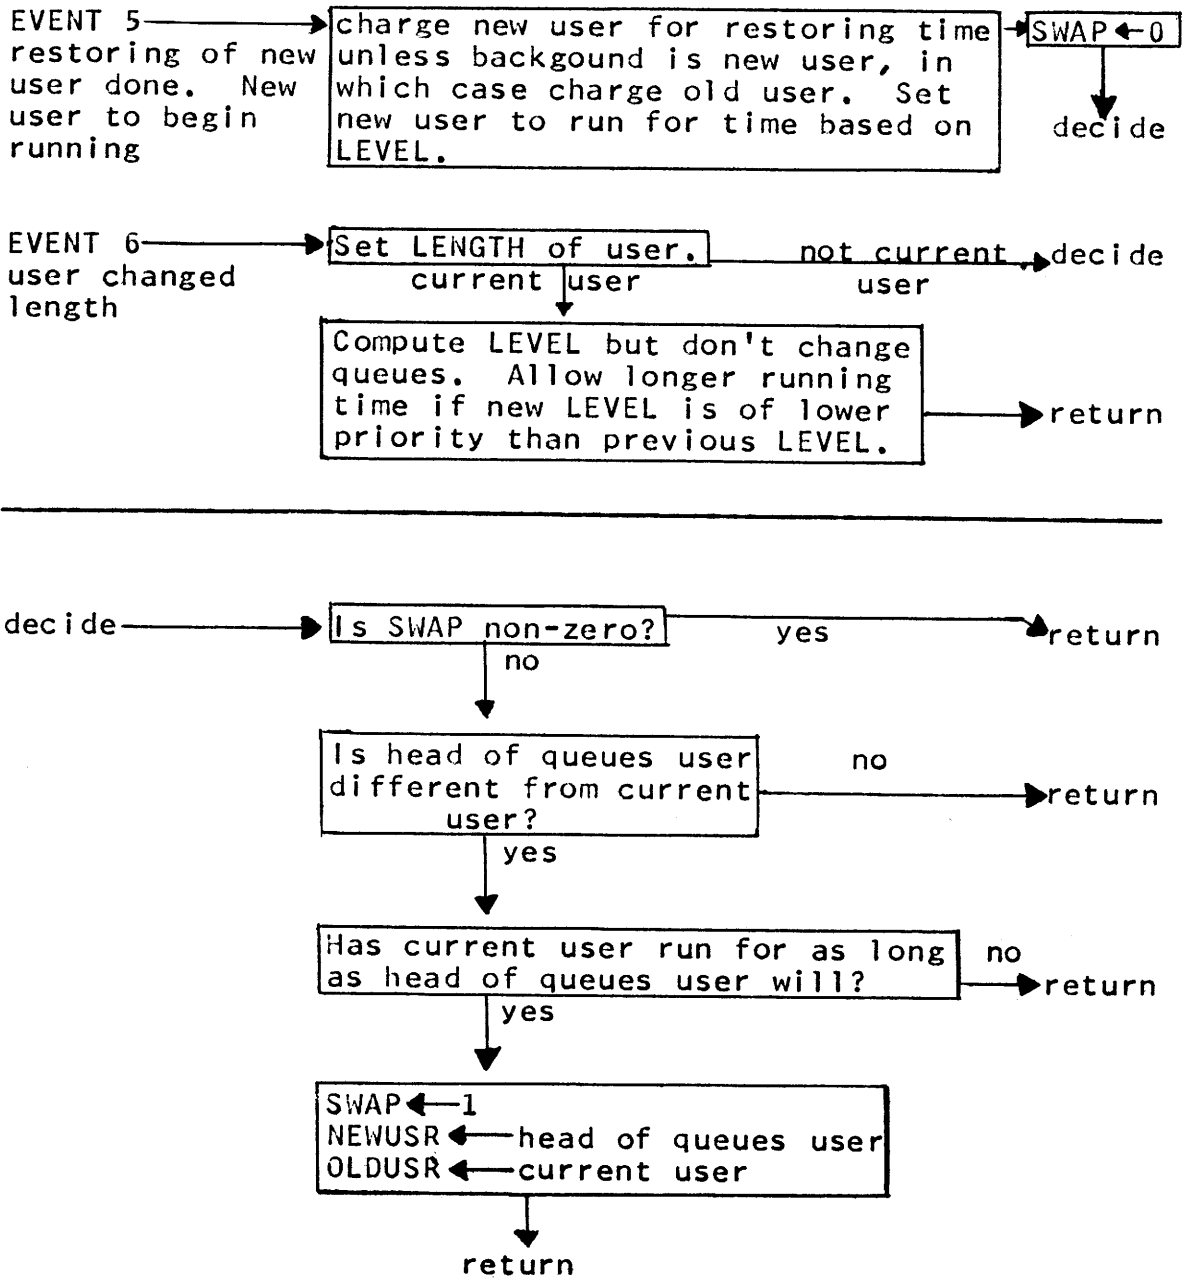 EVENT 5
restoring of new
user done. New
user to begin
running
charge new user for restoring time
unless backgound is new user, in
which case charge old user. Set
new user to run for time based on
LEVEL.
SWAP←0
decide
EVENT 6
user changed
length
Set LENGTH of user.
not current
user
decide
current user
Compute LEVEL but don't change
queues. Allow longer running
time if new LEVEL is of lower
priority than previous LEVEL.
return
decide
Is SWAP non-zero?
yes
return
no
Is head of queues user
different from current
user?
no
return
yes
Has current user run for as long
as head of queues user will?
no
return
yes
SWAP←1
NEWUSR←head of queues user
OLDUSR←current user
return